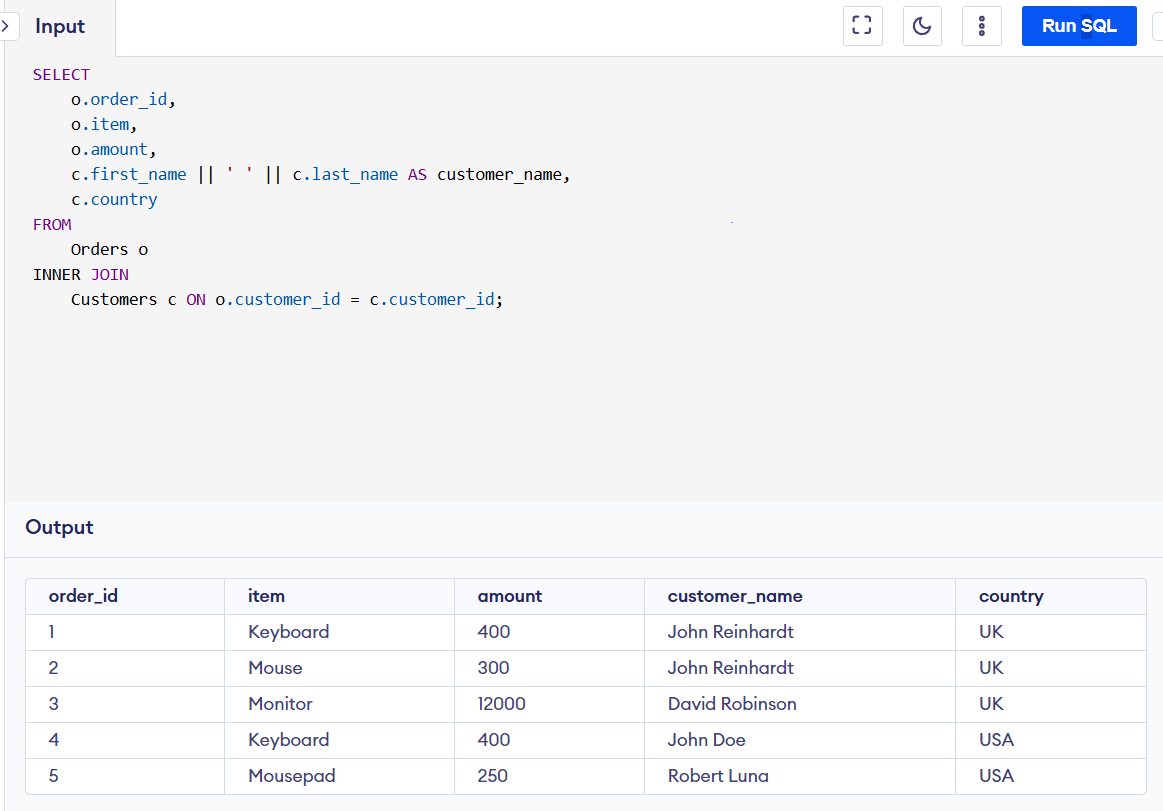 Input
Run SQL
SELECT
    o.order_id,
    o.item,
    o.amount,
    c.first_name || ' ' || c.last_name AS customer_name,
    c.country
FROM
    Orders o
INNER JOIN
    Customers c ON o.customer_id = c.customer_id;
Output
order_id item amount customer_name country
1 Keyboard 400 John Reinhardt UK
2 Mouse 300 John Reinhardt UK
3 Monitor 12000 David Robinson UK
4 Keyboard 400 John Doe USA
5 Mousepad 250 Robert Luna USA